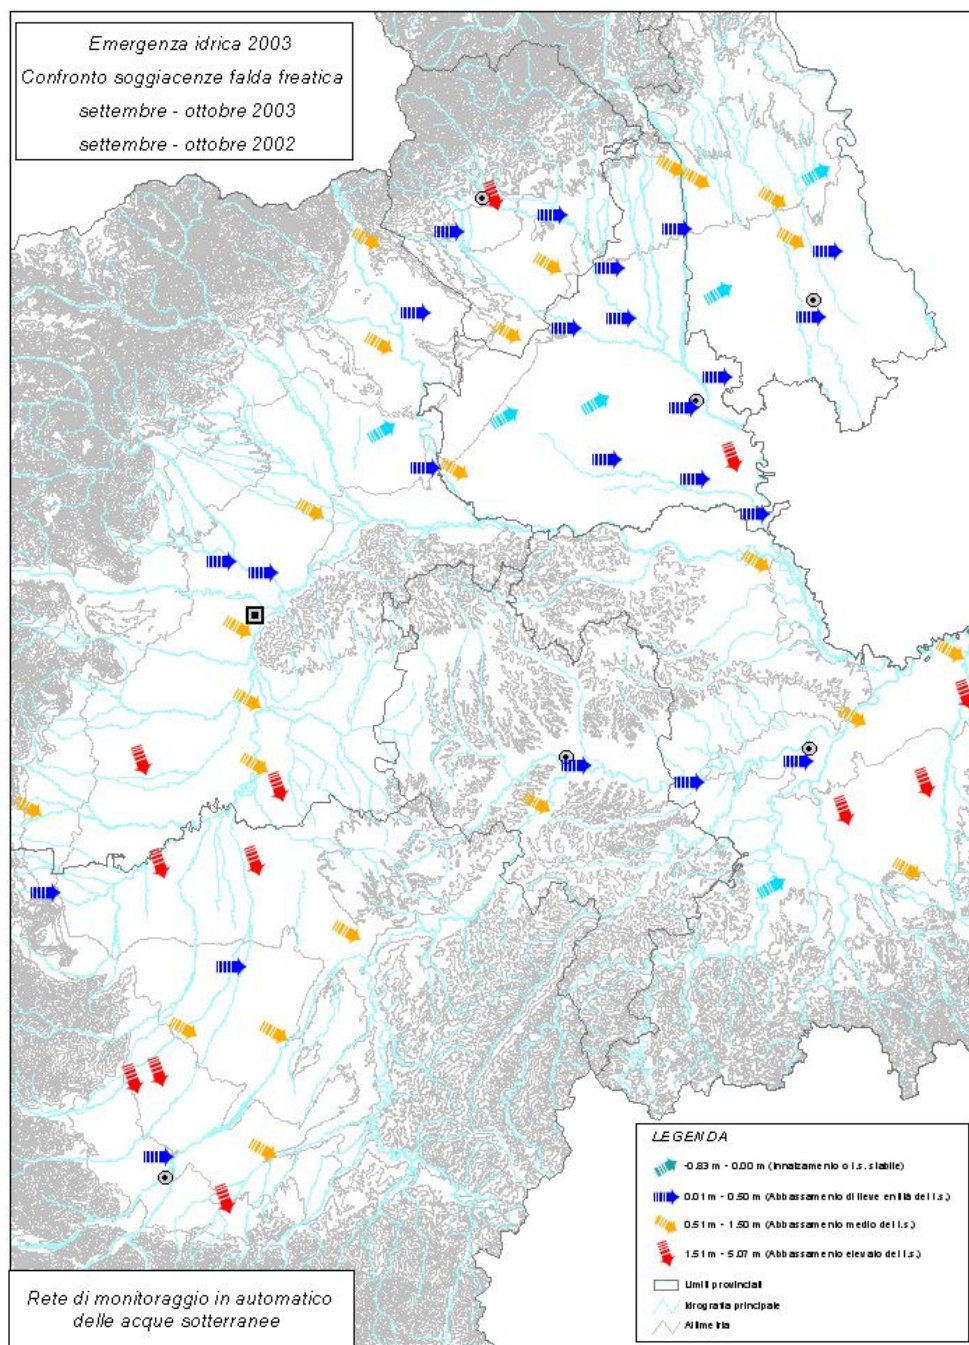 Emergenza idrica 2003
Confronto soggiacenze falda freatica
settembre - ottobre 2003
settembre - ottobre 2002
LEGENDA
-0.83 m - 0.00 m (Innalzamento o l.s. stabile)
0.01 m - 0.50 m (Abbassamento di lieve entità del l.s.)
0.51 m - 1.50 m (Abbassamento medio del l.s.)
1.51 m - 5.07 m (Abbassamento elevato del l.s.)
Limiti provinciali
Idrografia principale
Altimetria
Rete di monitoraggio in automatico
delle acque sotterranee